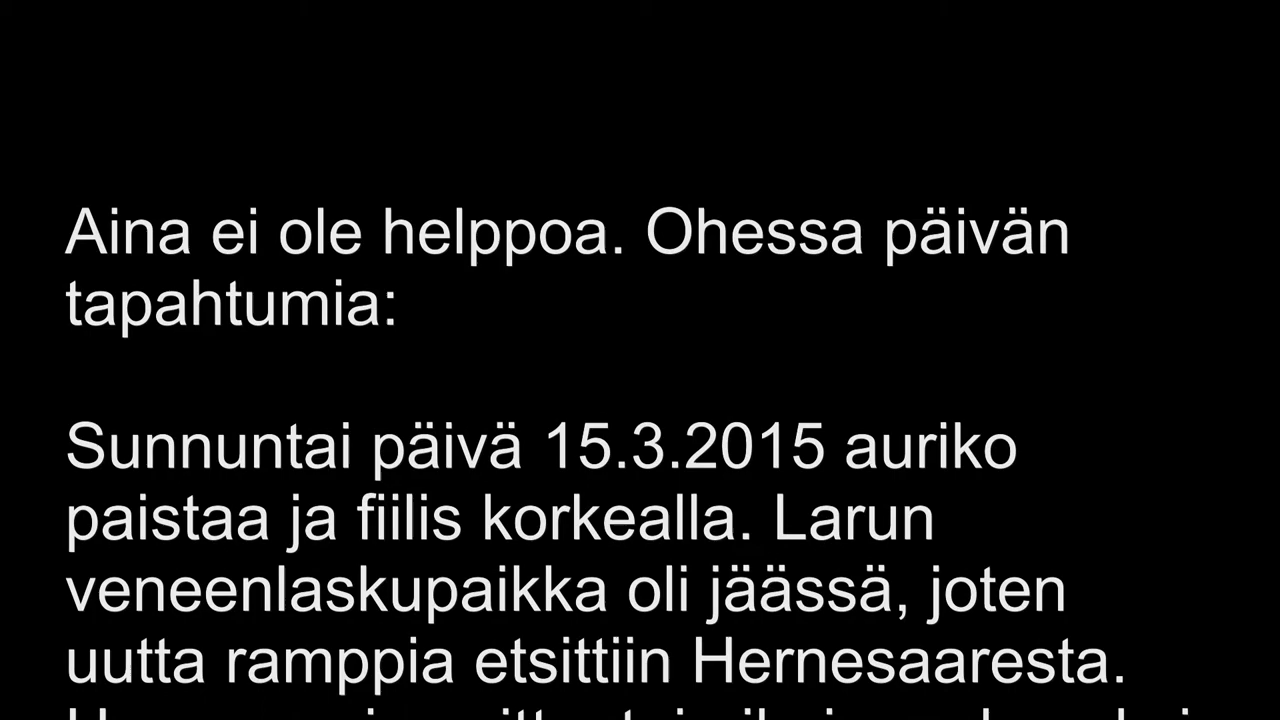 Aina ei ole helppoa. Ohessa päivän
tapahtumia:
Sunnuntai päivä 15.3.2015 auriko
paistaa ja fiilis korkealla. Larun
veneenlaskupaikka oli jäässä, joten
uutta ramppia etsittiin Hernesaaresta.